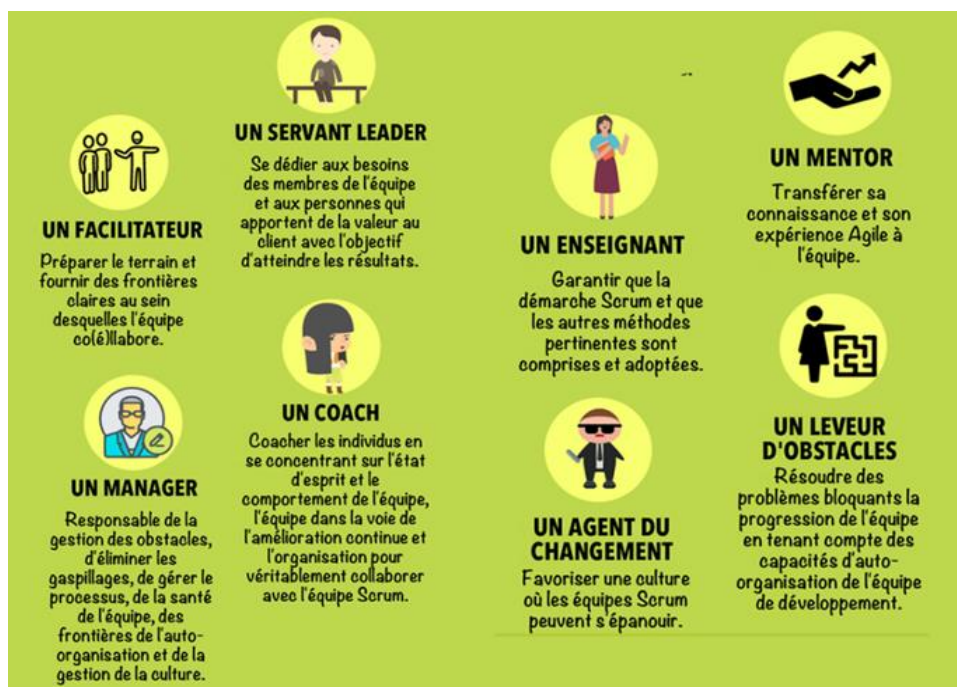 UN SERVANT LEADER
Se dédier aux besoins
des membres de l'équipe
et aux personnes qui
apportent de la valeur au
client avec l'objectif
d'atteindre les résultats.
UN FACILITATEUR
Préparer le terrain et
fournir des frontières
claires au sein
desquelles l'équipe
co(é)llabore.
UN COACH
Coacher les individus en
se concentrant sur l'état
d'esprit et le
comportement de l'équipe,
l'équipe dans la voie de
l'amélioration continue et
l'organisation pour
véritablement collaborer
avec l'équipe Scrum.
UN MANAGER
Responsable de la
gestion des obstacles,
d'éliminer les
gaspillages, de gérer le
processus, de la santé
de l'équipe, des
frontières de l'auto-
organisation et de la
gestion de la culture.
UN MENTOR
Transférer sa
connaissance et son
expérience Agile à
l'équipe.
UN ENSEIGNANT
Garantir que la
démarche Scrum et que
les autres méthodes
pertinentes sont
comprises et adoptées.
UN LEVEUR
D'OBSTACLES
Résoudre des
problèmes bloquants la
progression de l'équipe
en tenant compte des
capacités d'auto-
organisation de l'équipe
de développement.
UN AGENT DU
CHANGEMENT
Favoriser une culture
où les équipes Scrum
peuvent s'épanouir.